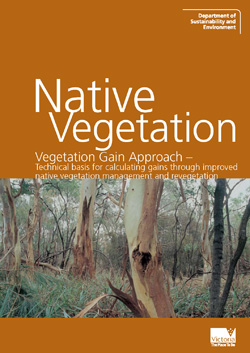 Department of
Sustainability and
Environment
Native
Vegetation
Vegetation Gain Approach –
Technical basis for calculating gains through improved
native vegetation management and revegetation
Victoria
The Place To Be